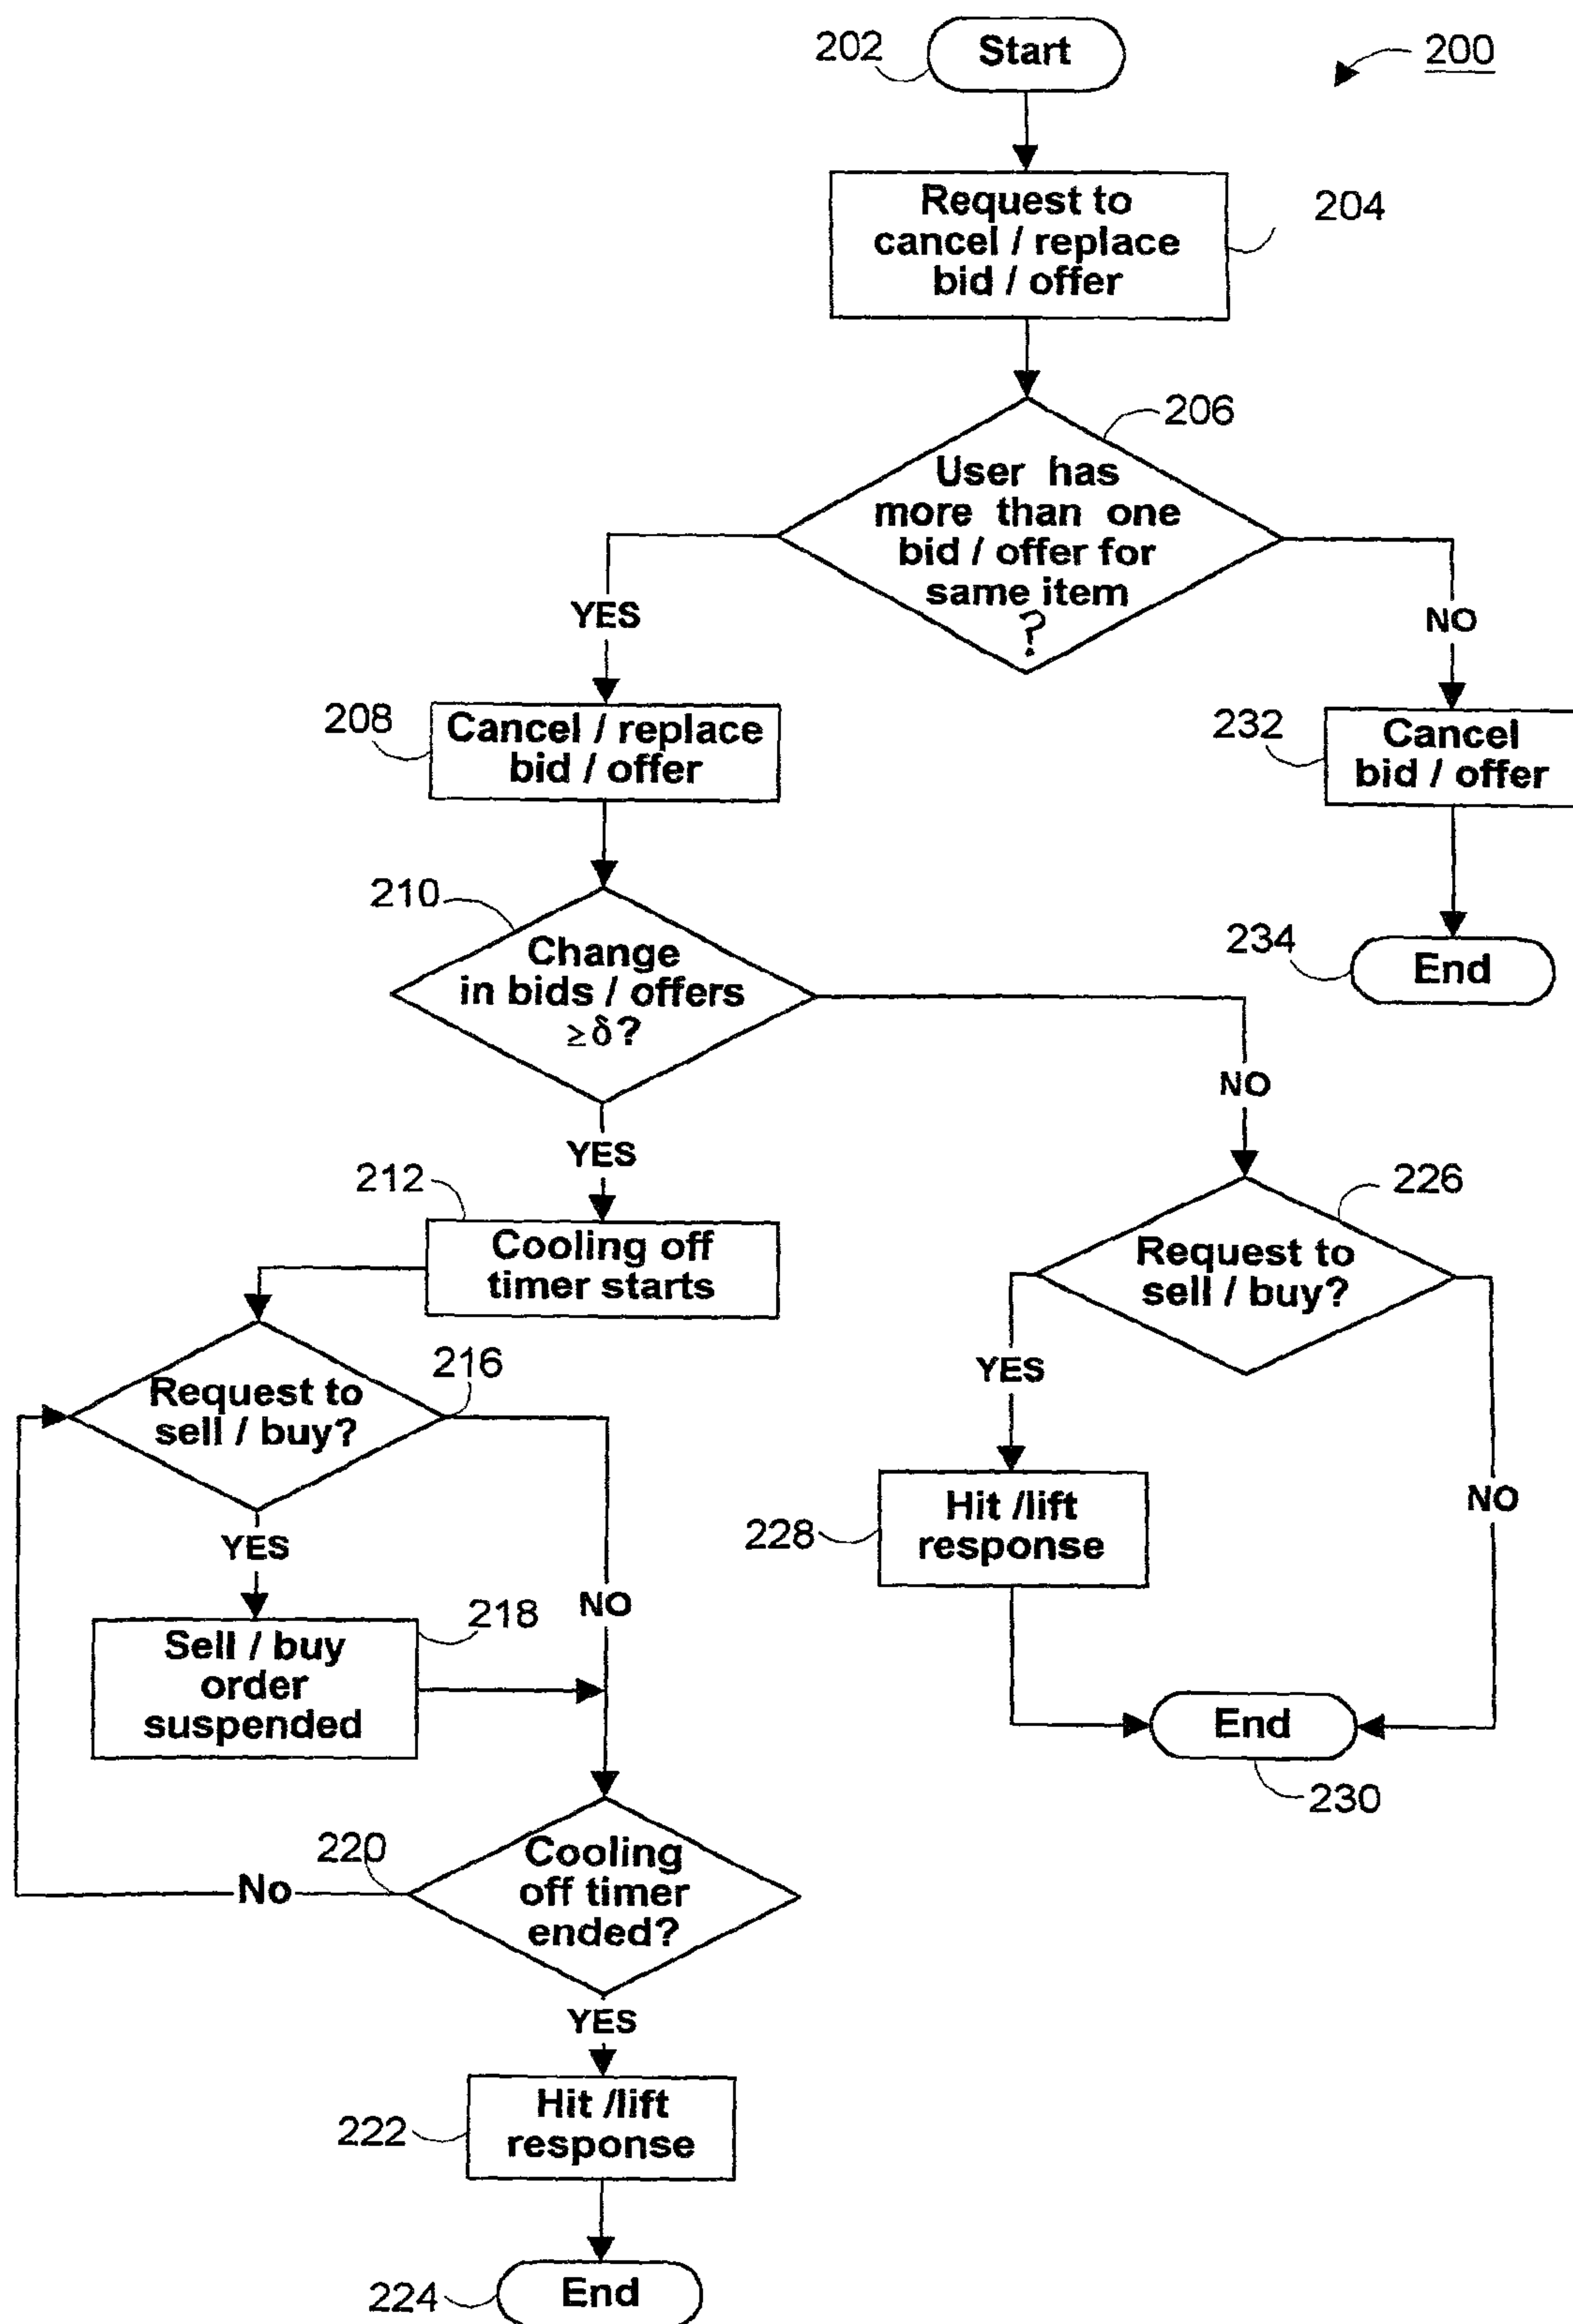 202
Start
200
Request to
cancel / replace
bid / offer
204
206
User has
more than one
bid / offer for
same item
?
YES
NO
208
Cancel / replace
bid / offer
232
Cancel
bid / offer
210
Change
in bids / offers
≥δ?
234
End
NO
YES
212
Cooling off
timer starts
226
Request to
sell / buy?
216
Request to
sell / buy?
YES
NO
YES
228
Hit /lift
response
NO
218
Sell / buy
order
suspended
End
230
220
Cooling
off timer
ended?
No
YES
222
Hit /lift
response
224
End